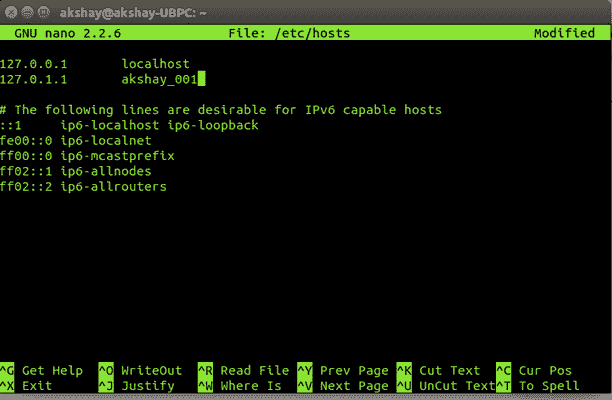 akshay@akshay-UBPC: ~
GNU nano 2.2.6 File: /etc/hosts Modified
127.0.0.1 localhost
127.0.1.1 akshay_001
# The following lines are desirable for IPv6 capable hosts
::1 ip6-localhost ip6-loopback
fe00::0 ip6-localnet
ff00::0 ip6-mcastprefix
ff02::1 ip6-allnodes
ff02::2 ip6-allrouters
^G Get Help ^O WriteOut ^R Read File ^Y Prev Page ^K Cut Text ^C Cur Pos
^X Exit ^J Justify ^W Where Is ^V Next Page ^U UnCut Text ^T To Spell